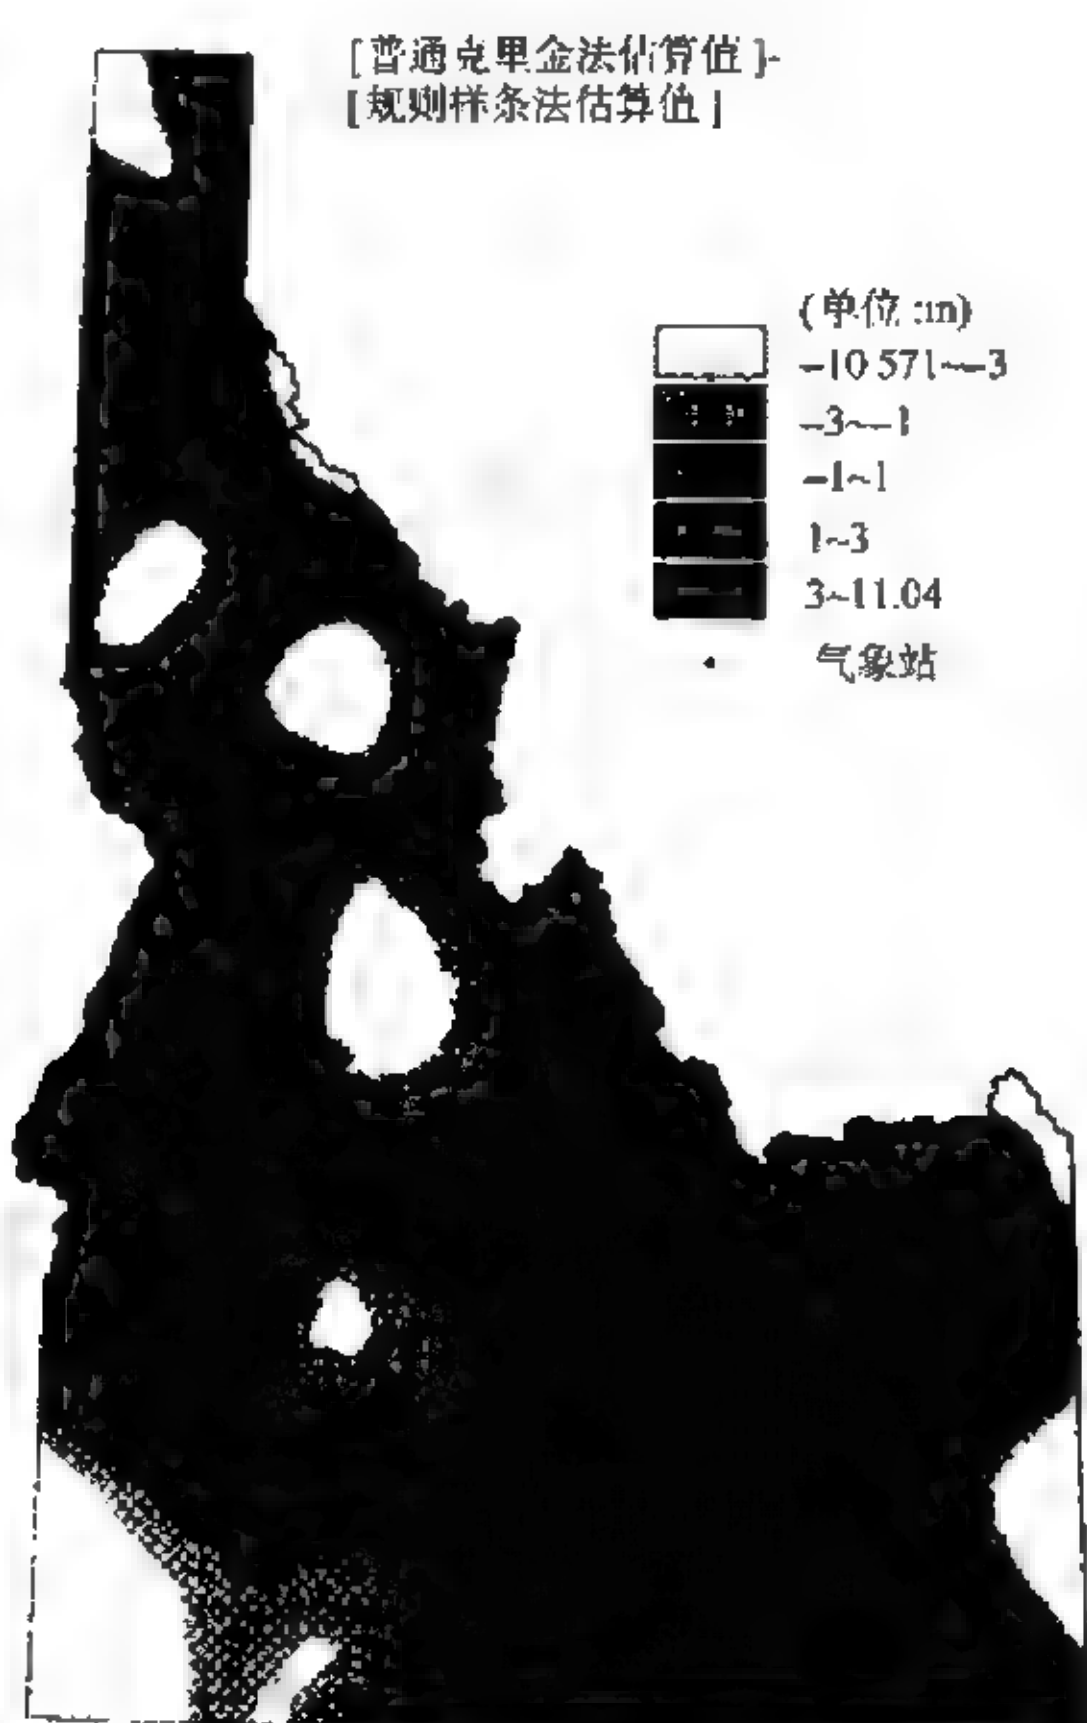 [普通克里金法估算值]-
[规则样条法估算值]
(单位:in)
-10.571~-3
-3~-1
-1~1
1~3
3~11.04
气象站